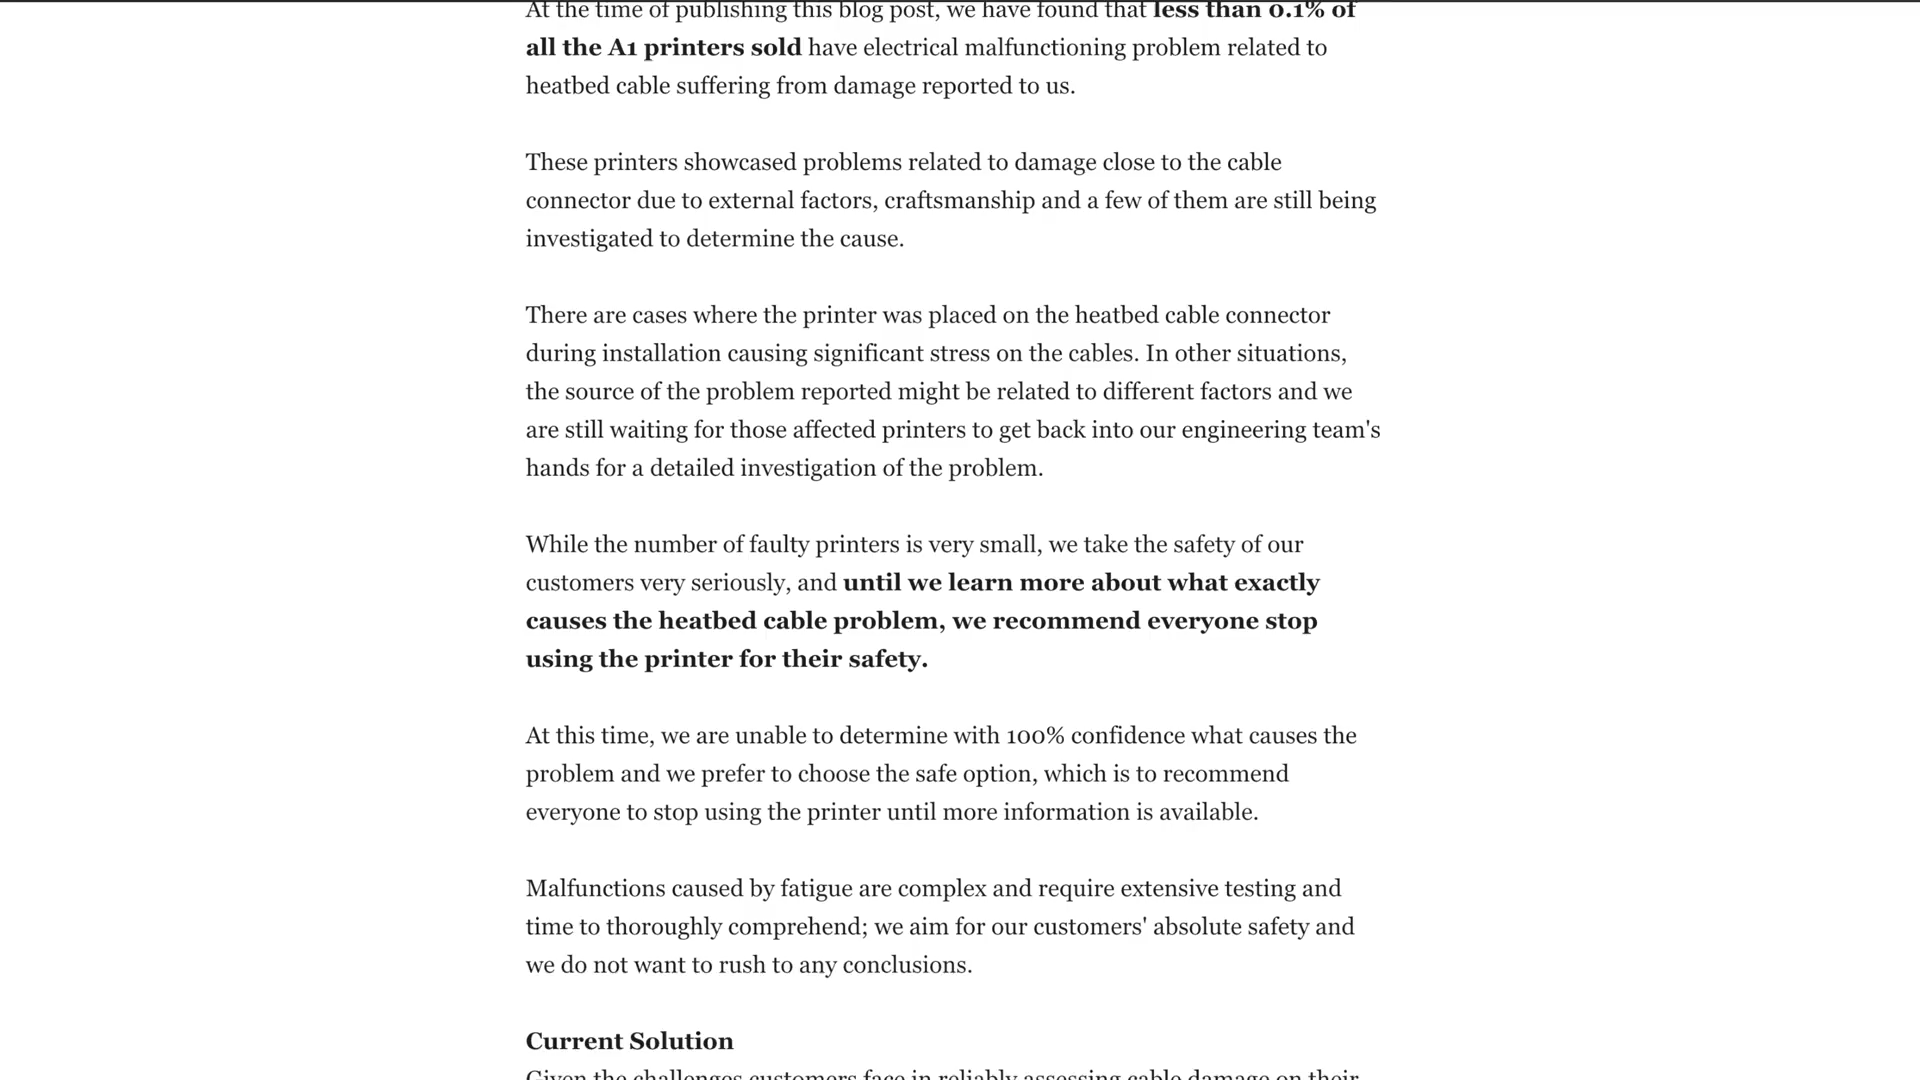 At the time of publishing this blog post, we have found that less than 0.1% of
all the A1 printers sold have electrical malfunctioning problem related to
heatbed cable suffering from damage reported to us.
These printers showcased problems related to damage close to the cable
connector due to external factors, craftsmanship and a few of them are still being
investigated to determine the cause.
There are cases where the printer was placed on the heatbed cable connector
during installation causing significant stress on the cables. In other situations,
the source of the problem reported might be related to different factors and we
are still waiting for those affected printers to get back into our engineering team's
hands for a detailed investigation of the problem.
While the number of faulty printers is very small, we take the safety of our
customers very seriously, and until we learn more about what exactly
causes the heatbed cable problem, we recommend everyone stop
using the printer for their safety.
At this time, we are unable to determine with 100% confidence what causes the
problem and we prefer to choose the safe option, which is to recommend
everyone to stop using the printer until more information is available.
Malfunctions caused by fatigue are complex and require extensive testing and
time to thoroughly comprehend; we aim for our customers' absolute safety and
we do not want to rush to any conclusions.
Current Solution
Given the challenges customers face in reliably assessing cable damage on their